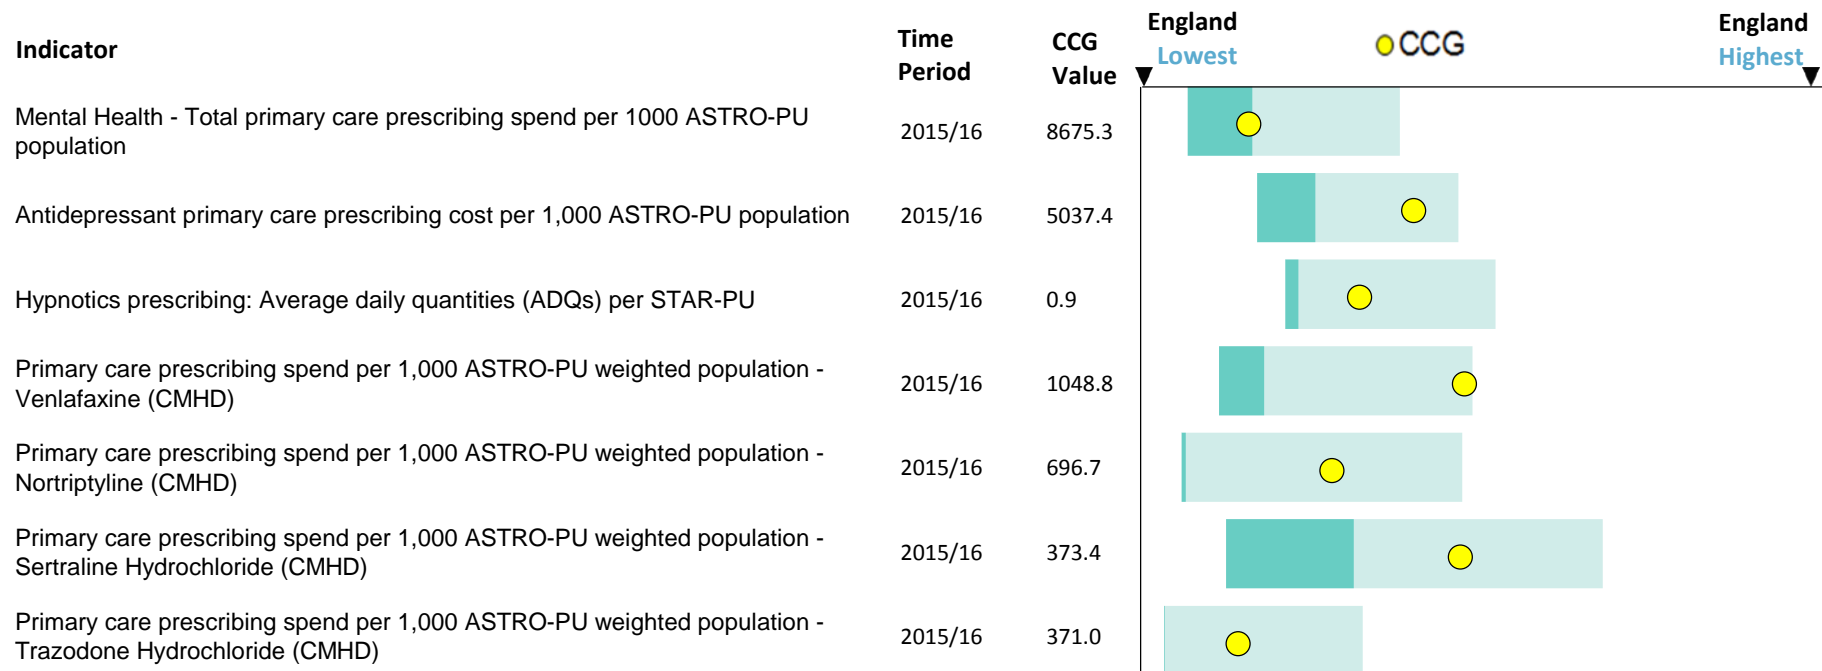 Indicator
Time
Period
CCG
Value
England
Lowest
CCG
England
Highest
Mental Health - Total primary care prescribing spend per 1000 ASTRO-PU
population
2015/16
8675.3
Antidepressant primary care prescribing cost per 1,000 ASTRO-PU population
2015/16
5037.4
Hypnotics prescribing: Average daily quantities (ADQs) per STAR-PU
2015/16
0.9
Primary care prescribing spend per 1,000 ASTRO-PU weighted population -
Venlafaxine (CMHD)
2015/16
1048.8
Primary care prescribing spend per 1,000 ASTRO-PU weighted population -
Nortriptyline (CMHD)
2015/16
696.7
Primary care prescribing spend per 1,000 ASTRO-PU weighted population -
Sertraline Hydrochloride (CMHD)
2015/16
373.4
Primary care prescribing spend per 1,000 ASTRO-PU weighted population -
Trazodone Hydrochloride (CMHD)
2015/16
371.0